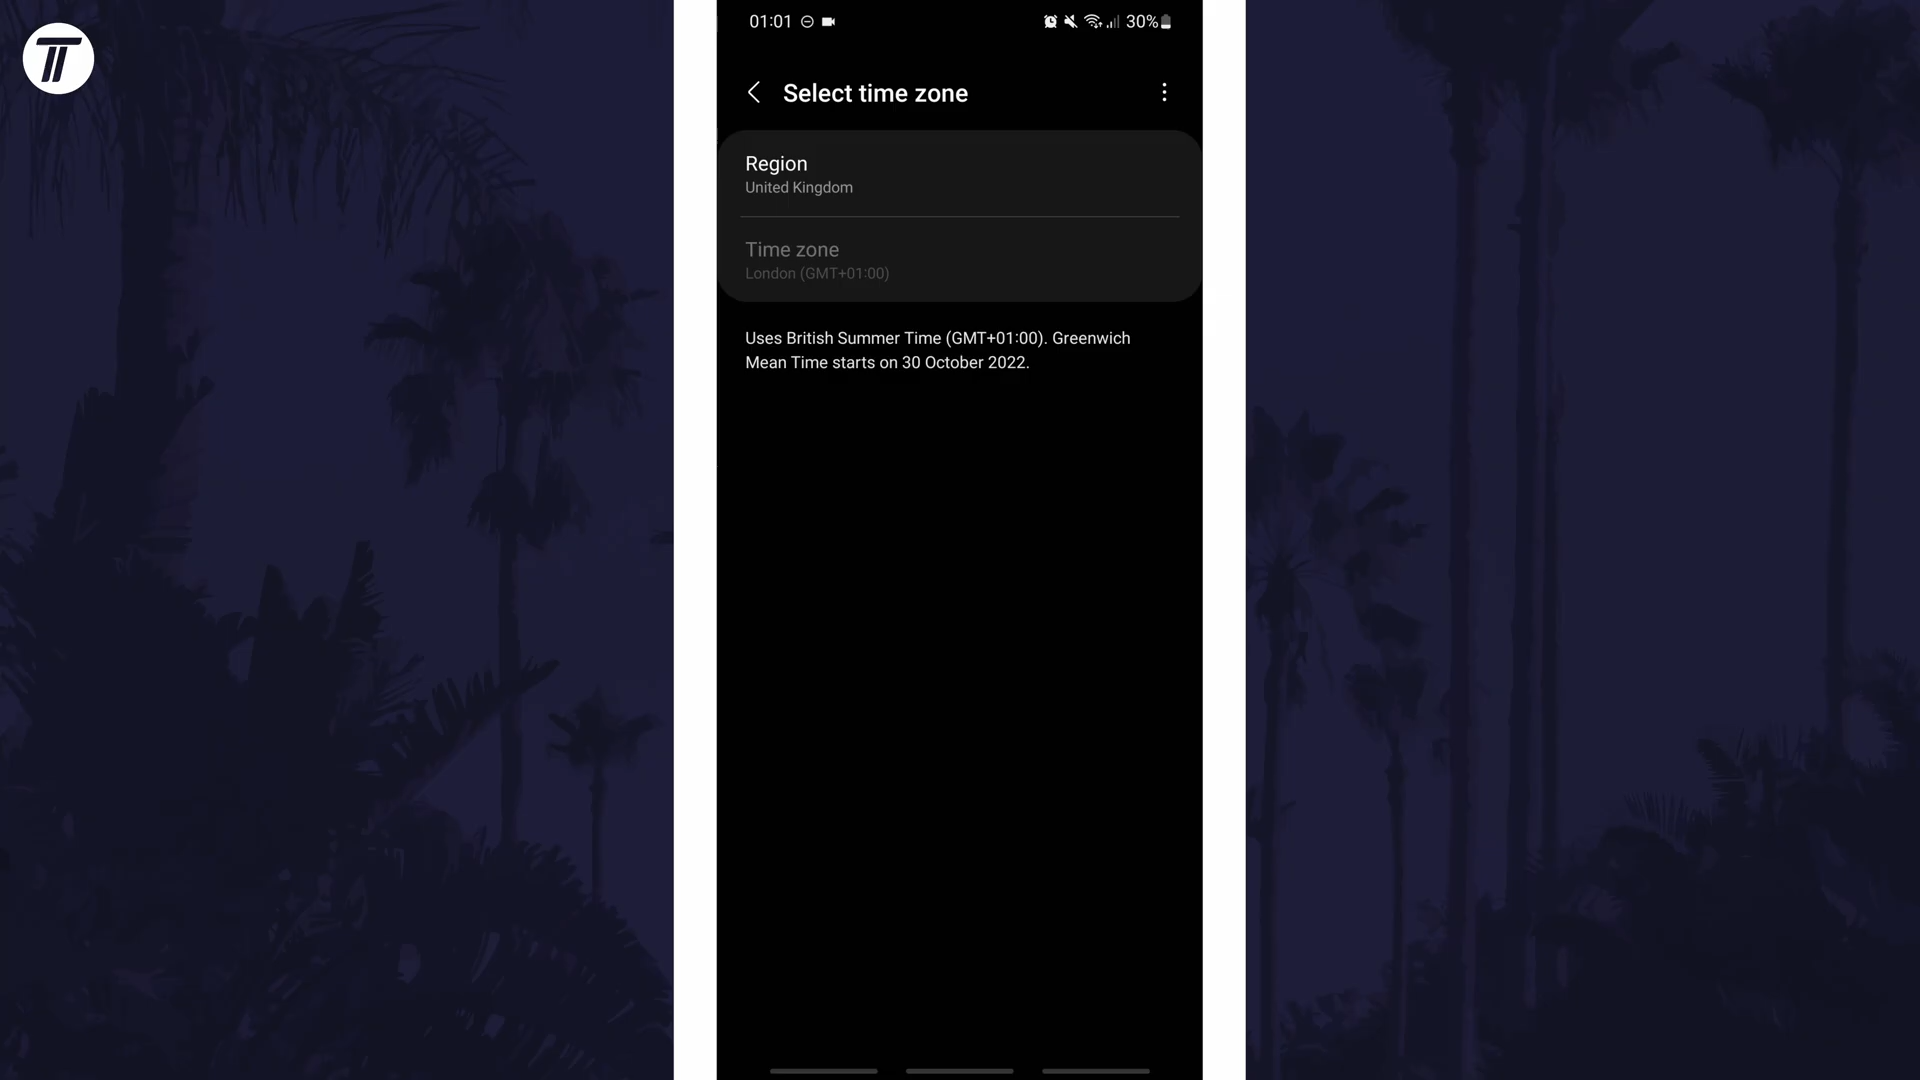 01:01
30%
Select time zone
Region
United Kingdom
Time zone
London (GMT+01:00)
Uses British Summer Time (GMT+01:00). Greenwich
Mean Time starts on 30 October 2022.